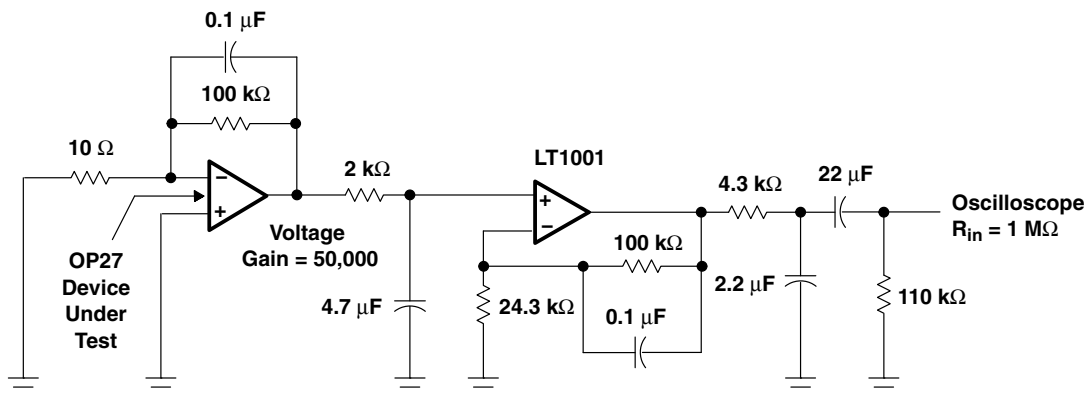 0.1 µF
100 kΩ
10 Ω
−
+
OP27
Device
Under
Test
Voltage
Gain = 50,000
2 kΩ
4.7 µF
LT1001
+
−
24.3 kΩ
100 kΩ
0.1 µF
4.3 kΩ
2.2 µF
22 µF
110 kΩ
Oscilloscope
Rin = 1 MΩ